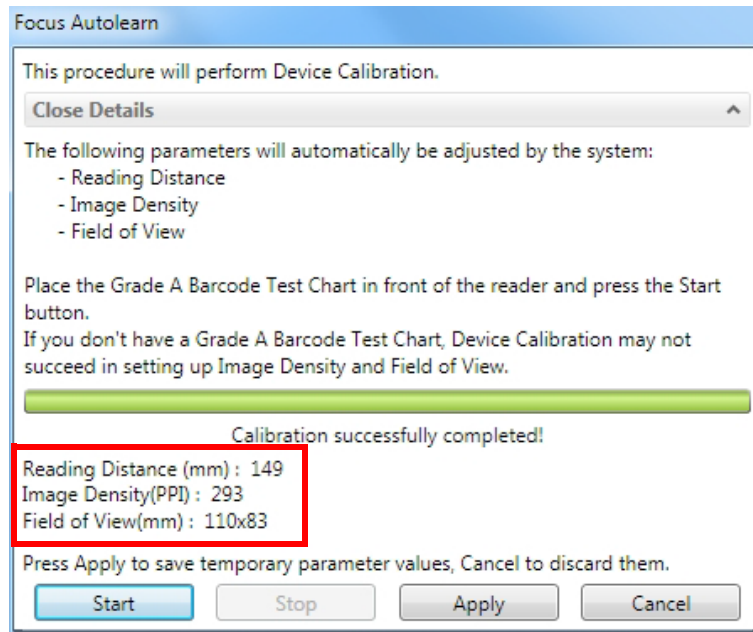 Focus Autolearn
This procedure will perform Device Calibration.
Close Details
The following parameters will automatically be adjusted by the system:
- Reading Distance
- Image Density
- Field of View
Place the Grade A Barcode Test Chart in front of the reader and press the Start
button.
If you don't have a Grade A Barcode Test Chart, Device Calibration may not
succeed in setting up Image Density and Field of View.
Calibration successfully completed!
Reading Distance (mm) : 149
Image Density(PPI) : 293
Field of View(mm) : 110x83
Press Apply to save temporary parameter values, Cancel to discard them.
Start Stop Apply Cancel